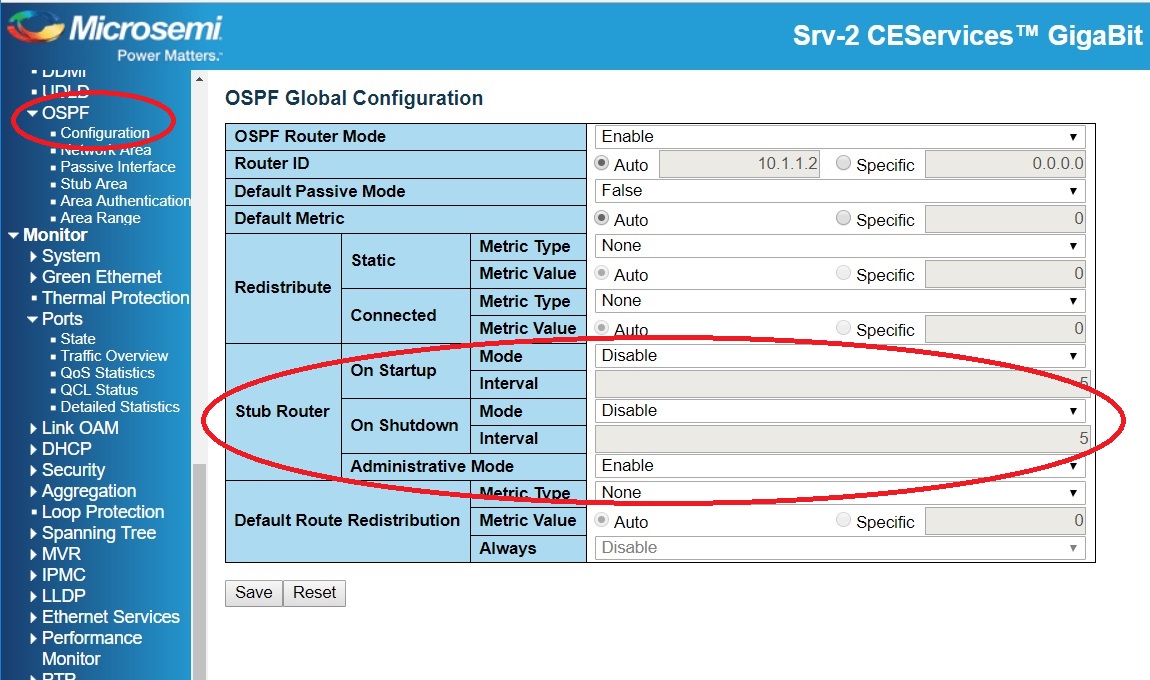 Microsemi
Power Matters.™
Srv-2 CEServices™ GigaBit
DDMI
UDLD
OSPF
Configuration
Network Area
Passive Interface
Stub Area
Area Authentication
Area Range
Monitor
System
Green Ethernet
Thermal Protection
Ports
State
Traffic Overview
QoS Statistics
QCL Status
Detailed Statistics
Link OAM
DHCP
Security
Aggregation
Loop Protection
Spanning Tree
MVR
IPMC
LLDP
Ethernet Services
Performance
Monitor
PTP
OSPF Global Configuration
OSPF Router Mode Enable
Router ID Auto 10.1.1.2 Specific 0.0.0.0
Default Passive Mode False
Default Metric Auto Specific 0
Redistribute Static Metric Type None
Metric Value Auto Specific 0
Connected Metric Type None
Metric Value Auto Specific 0
Stub Router On Startup Mode Disable
Interval 5
On Shutdown Mode Disable
Interval 5
Administrative Mode Enable
Default Route Redistribution Metric Type None
Metric Value Auto Specific 0
Always Disable
Save Reset